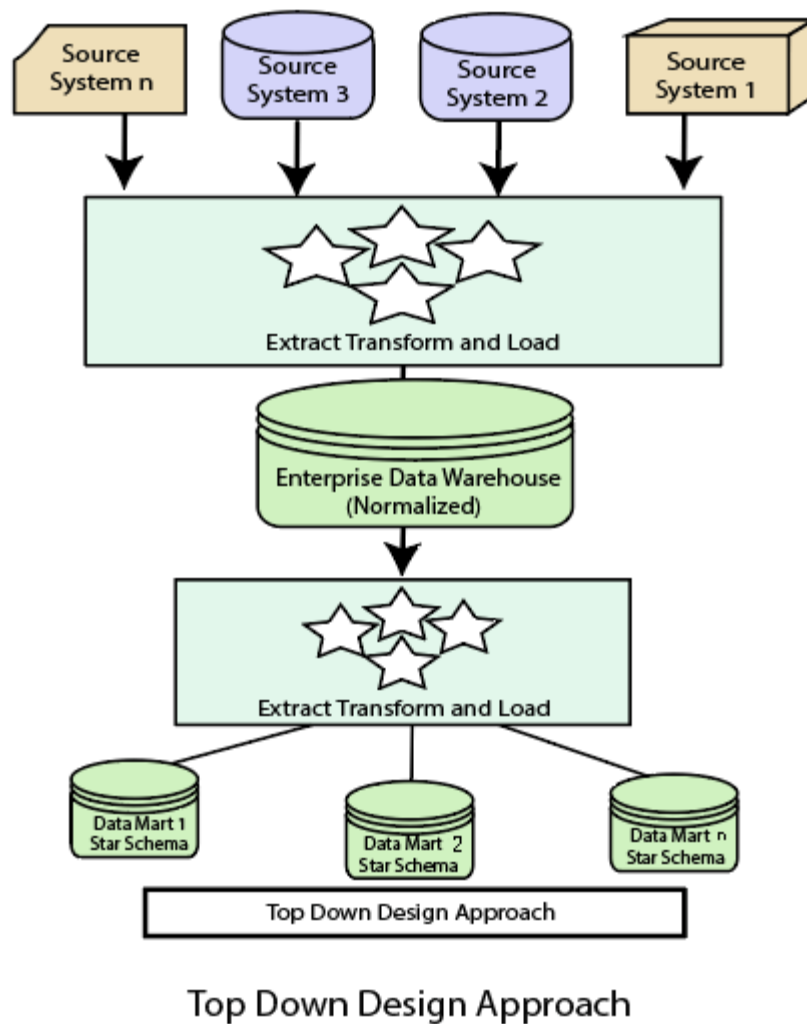 Source
System n
Source
System 3
Source
System 2
Source
System 1
Extract Transform and Load
Enterprise Data Warehouse
(Normalized)
Extract Transform and Load
Data Mart 1
Star Schema
Data Mart 2
Star Schema
Data Mart n
Star Schema
Top Down Design Approach
Top Down Design Approach